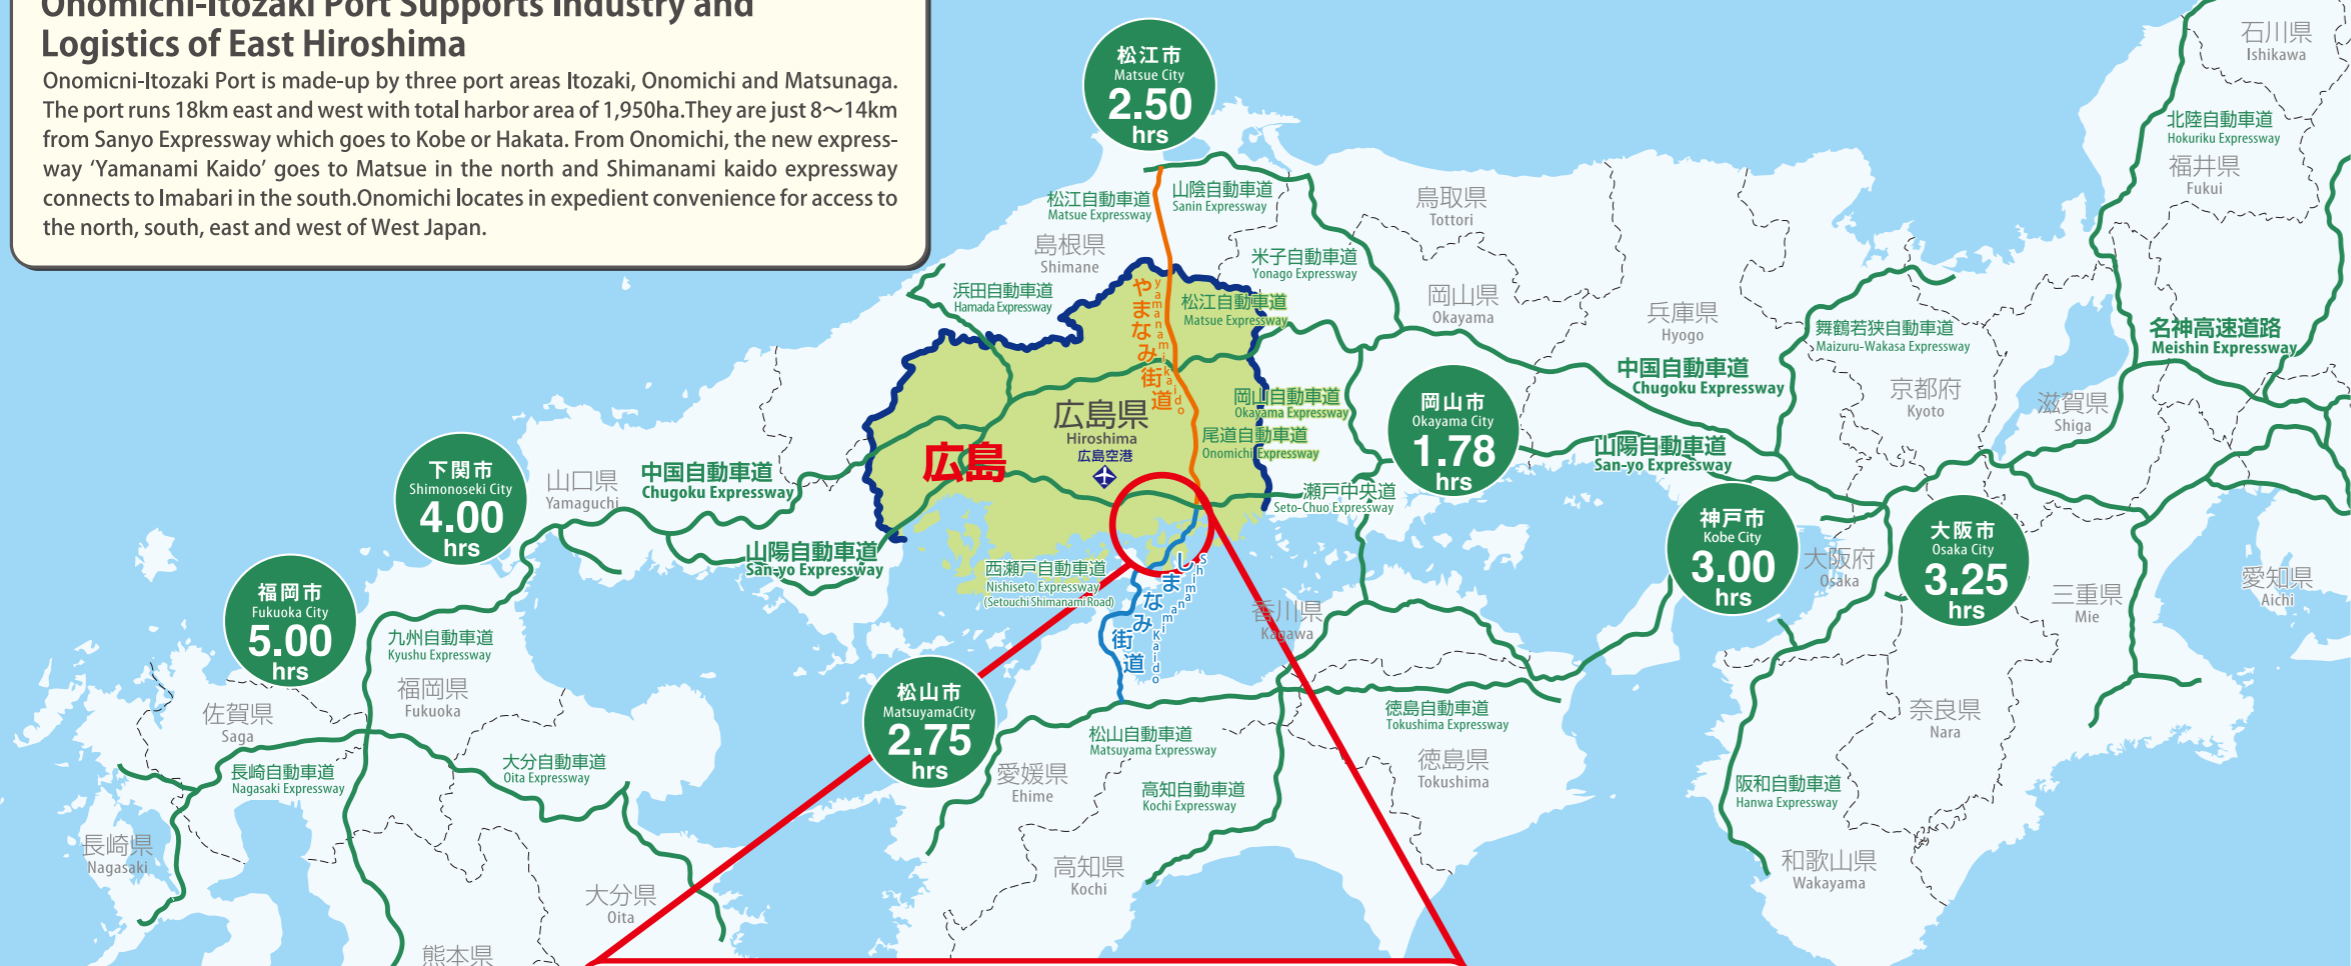 Onomichi-Itozaki Port Supports Industry and
Logistics of East Hiroshima
Onomicni-Itozaki Port is made-up by three port areas Itozaki, Onomichi and Matsunaga.
The port runs 18km east and west with total harbor area of 1,950ha.They are just 8～14km
from Sanyo Expressway which goes to Kobe or Hakata. From Onomichi, the new express-
way ‘Yamanami Kaido’ goes to Matsue in the north and Shimanami kaido expressway
connects to Imabari in the south.Onomichi locates in expedient convenience for access to
the north, south, east and west of West Japan.
松江市
Matsue City
2.50
hrs
石川県
Ishikawa
北陸自動車道
Hokuriku Expressway
福井県
Fukui
松江自動車道
Matsue Expressway
山陰自動車道
Sanin Expressway
鳥取県
Tottori
島根県
Shimane
米子自動車道
Yonago Expressway
浜田自動車道
Hamada Expressway
やまなみ街道
yamanami kaido
松江自動車道
Matsue Expressway
岡山県
Okayama
兵庫県
Hyogo
舞鶴若狭自動車道
Maizuru-Wakasa Expressway
名神高速道路
Meishin Expressway
中国自動車道
Chugoku Expressway
京都府
Kyoto
滋賀県
Shiga
広島県
Hiroshima
広島空港
広島
岡山自動車道
Okayama Expressway
尾道自動車道
Onomichi Expressway
岡山市
Okayama City
1.78
hrs
山陽自動車道
San-yo Expressway
下関市
Shimonoseki City
4.00
hrs
山口県
Yamaguchi
中国自動車道
Chugoku Expressway
瀬戸中央道
Seto-Chuo Expressway
神戸市
Kobe City
3.00
hrs
大阪府
Osaka
大阪市
Osaka City
3.25
hrs
三重県
Mie
愛知県
Aichi
山陽自動車道
San-yo Expressway
西瀬戸自動車道
Nishiseto Expressway
(Setouchi Shimanami Road)
しまなみ街道
Shimanami Kaido
香川県
Kagawa
福岡市
Fukuoka City
5.00
hrs
九州自動車道
Kyushu Expressway
福岡県
Fukuoka
佐賀県
Saga
松山市
MatsuyamaCity
2.75
hrs
松山自動車道
Matsuyama Expressway
徳島自動車道
Tokushima Expressway
奈良県
Nara
長崎自動車道
Nagasaki Expressway
大分自動車道
Oita Expressway
愛媛県
Ehime
高知自動車道
Kochi Expressway
徳島県
Tokushima
阪和自動車道
Hanwa Expressway
長崎県
Nagasaki
大分県
Oita
高知県
Kochi
和歌山県
Wakayama
熊本県